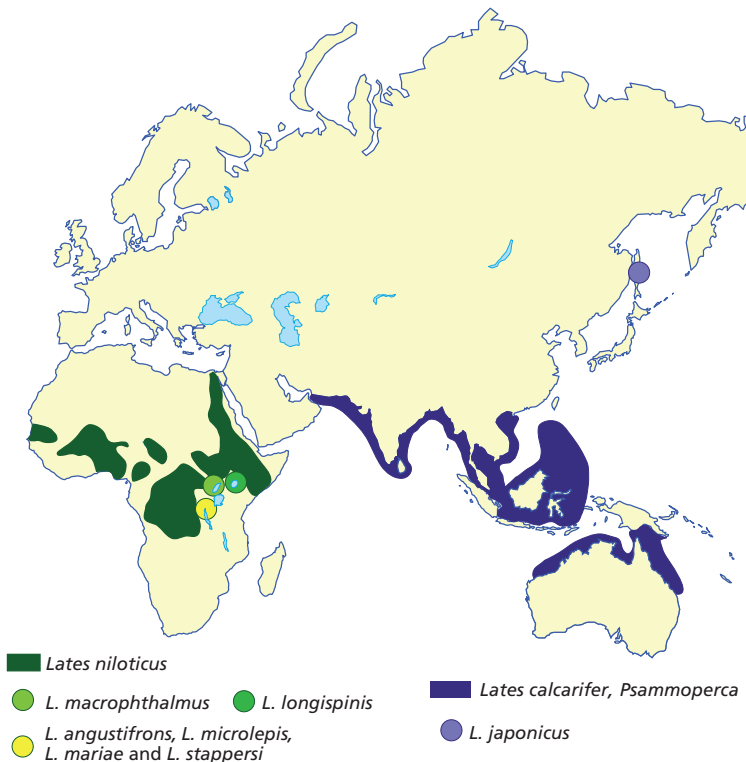 Lates niloticus
L. macrophthalmus
L. longispinis
L. angustifrons, L. microlepis,
L. mariae and L. stappersi
Lates calcarifer, Psammoperca
L. japonicus